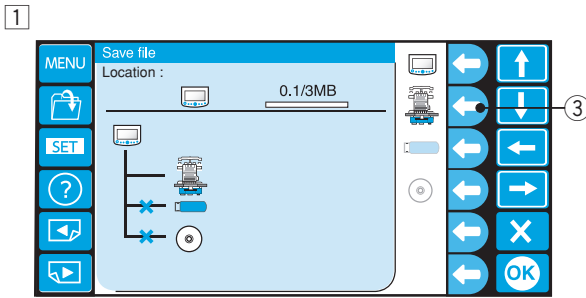 1
MENU
Save file
Location :
0.1/3MB
SET
?
3
OK